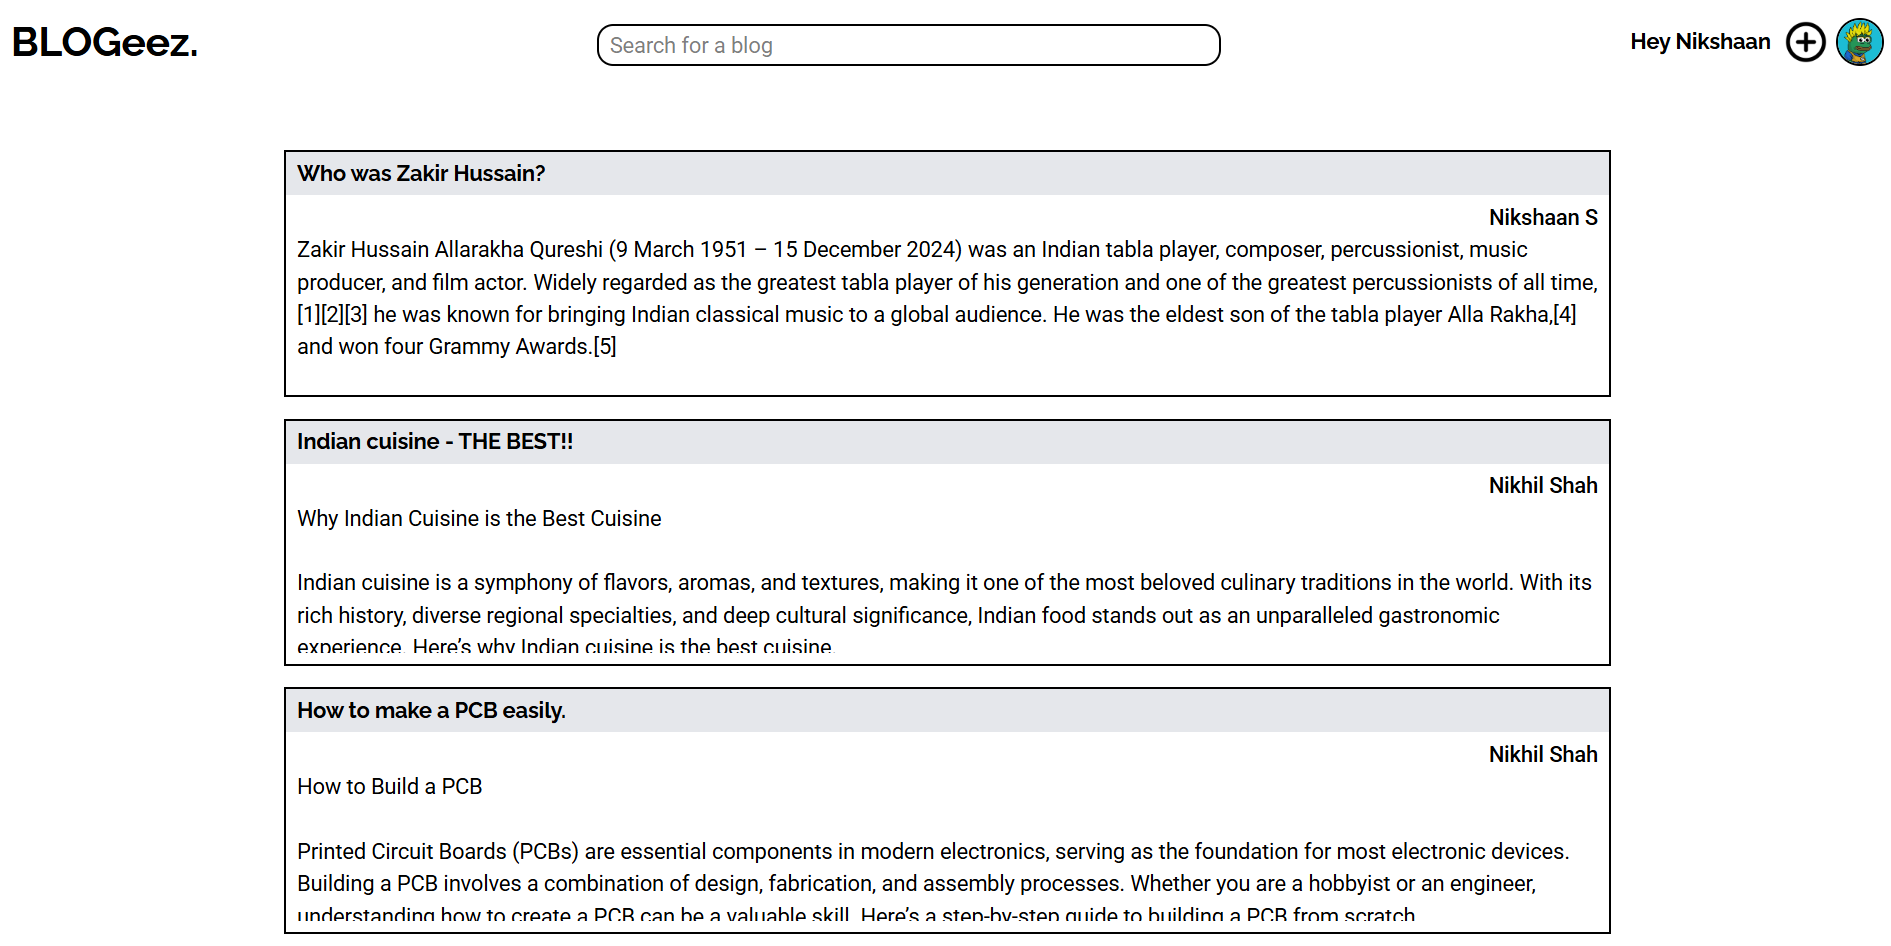 BLOGeez.
Search for a blog
Hey Nikshaan
Who was Zakir Hussain?
Nikshaan S
Zakir Hussain Allarakha Qureshi (9 March 1951 – 15 December 2024) was an Indian tabla player, composer, percussionist, music
producer, and film actor. Widely regarded as the greatest tabla player of his generation and one of the greatest percussionists of all time,
[1][2][3] he was known for bringing Indian classical music to a global audience. He was the eldest son of the tabla player Alla Rakha,[4]
and won four Grammy Awards.[5]
Indian cuisine - THE BEST!!
Nikhil Shah
Why Indian Cuisine is the Best Cuisine
Indian cuisine is a symphony of flavors, aromas, and textures, making it one of the most beloved culinary traditions in the world. With its
rich history, diverse regional specialties, and deep cultural significance, Indian food stands out as an unparalleled gastronomic
experience. Here’s why Indian cuisine is the best cuisine.
How to make a PCB easily.
Nikhil Shah
How to Build a PCB
Printed Circuit Boards (PCBs) are essential components in modern electronics, serving as the foundation for most electronic devices.
Building a PCB involves a combination of design, fabrication, and assembly processes. Whether you are a hobbyist or an engineer,
understanding how to create a PCB can be a valuable skill. Here’s a step-by-step guide to building a PCB from scratch.